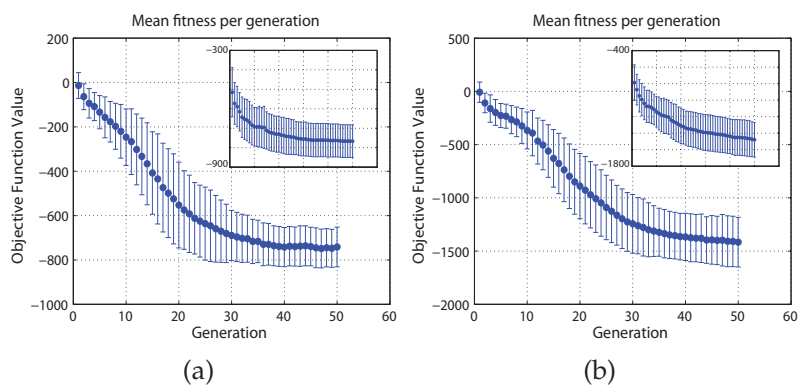 Mean fitness per generation
Objective Function Value
200
0
−200
−400
−600
−800
−1000
0 10 20 30 40 50 60
Generation
−300
−900
(a)
Mean fitness per generation
Objective Function Value
500
0
−500
−1000
−1500
−2000
0 10 20 30 40 50 60
Generation
−400
−1800
(b)